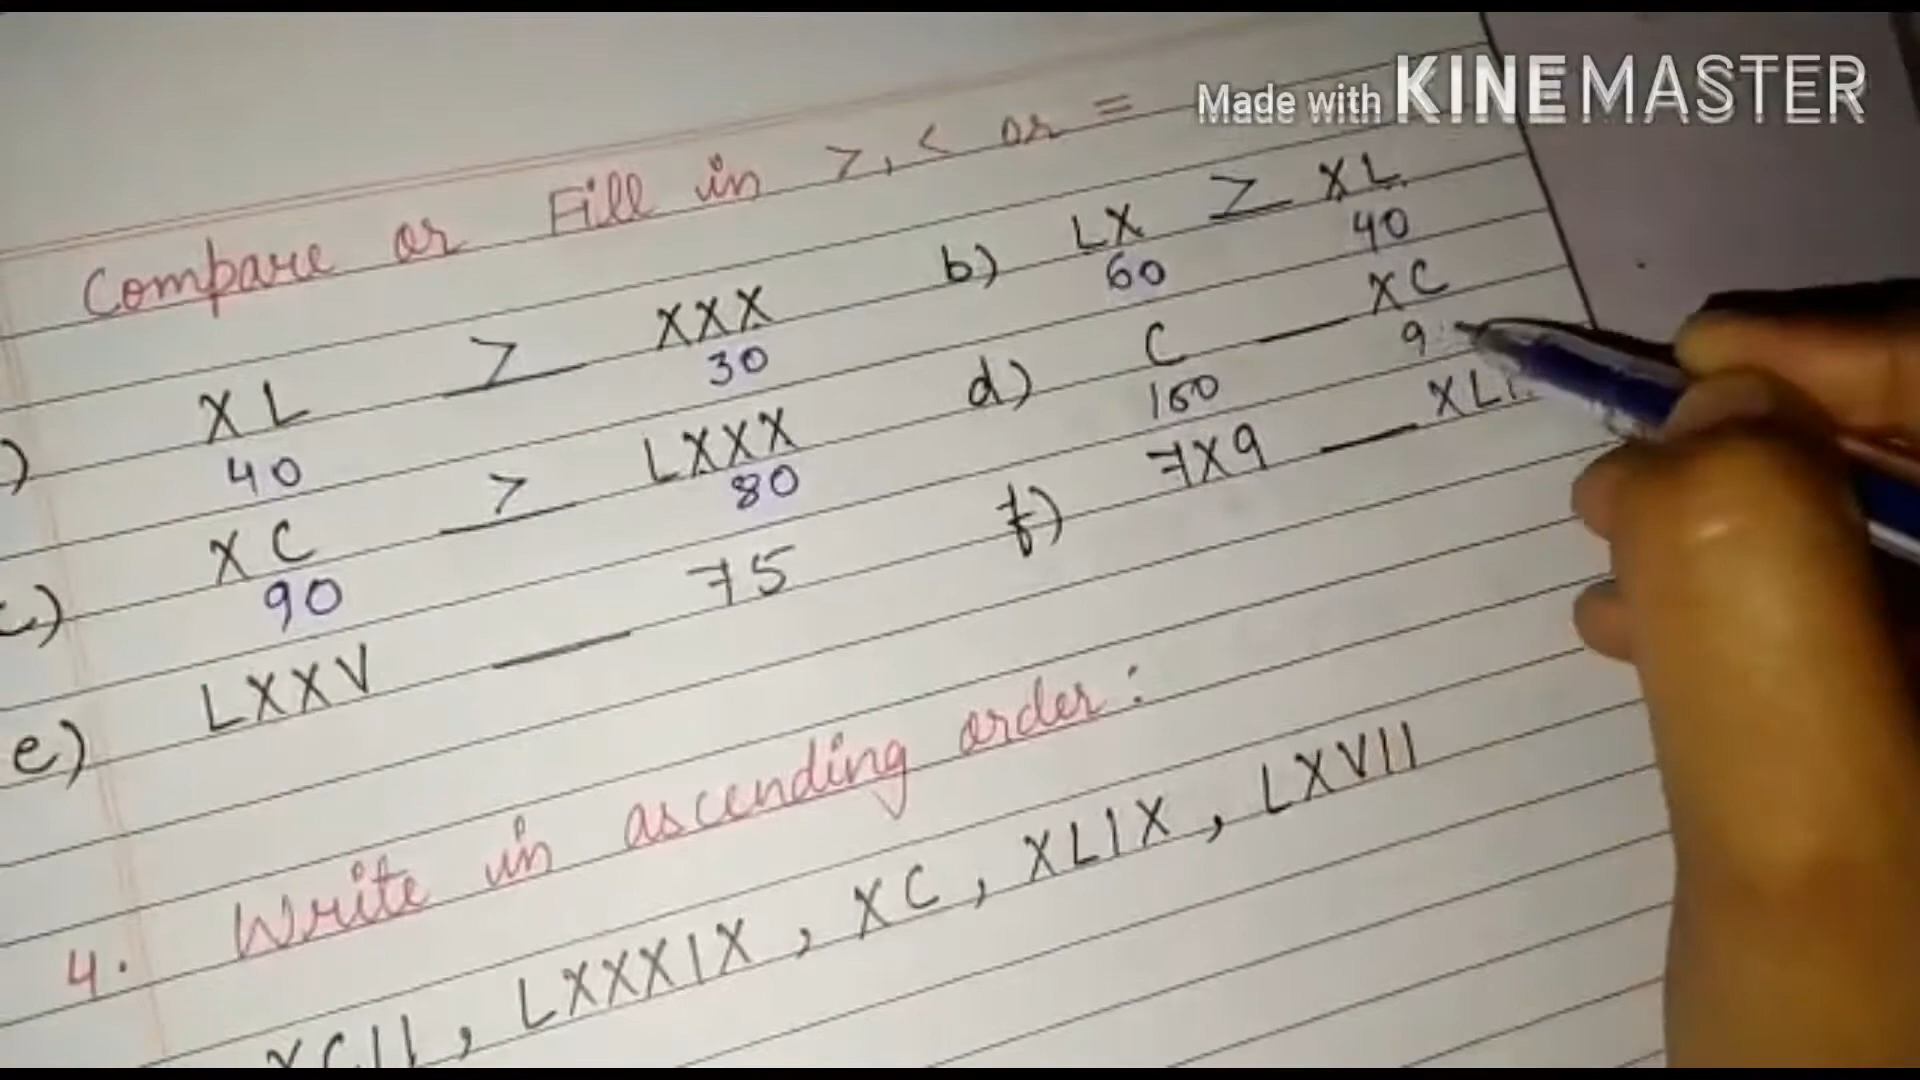 Made with KINEMASTER
Compare or Fill in >, < or =
) XL > XXX b) LX > XL
40 30 60 40
c) XC > LXXX d) C ___ XC
90 80 100 9
e) LXXV ___ 75 f) 7X9 ___
4. Write in ascending order:
XCII, LXXXIX, XC, XLIX, LXVII